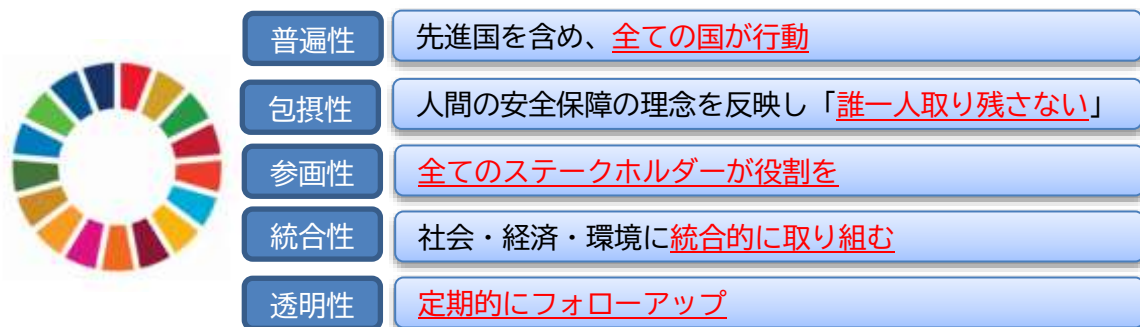 普遍性 先進国を含め、全ての国が行動
包摂性 人間の安全保障の理念を反映し「誰一人取り残さない」
参画性 全てのステークホルダーが役割を
統合性 社会・経済・環境に統合的に取り組む
透明性 定期的にフォローアップ